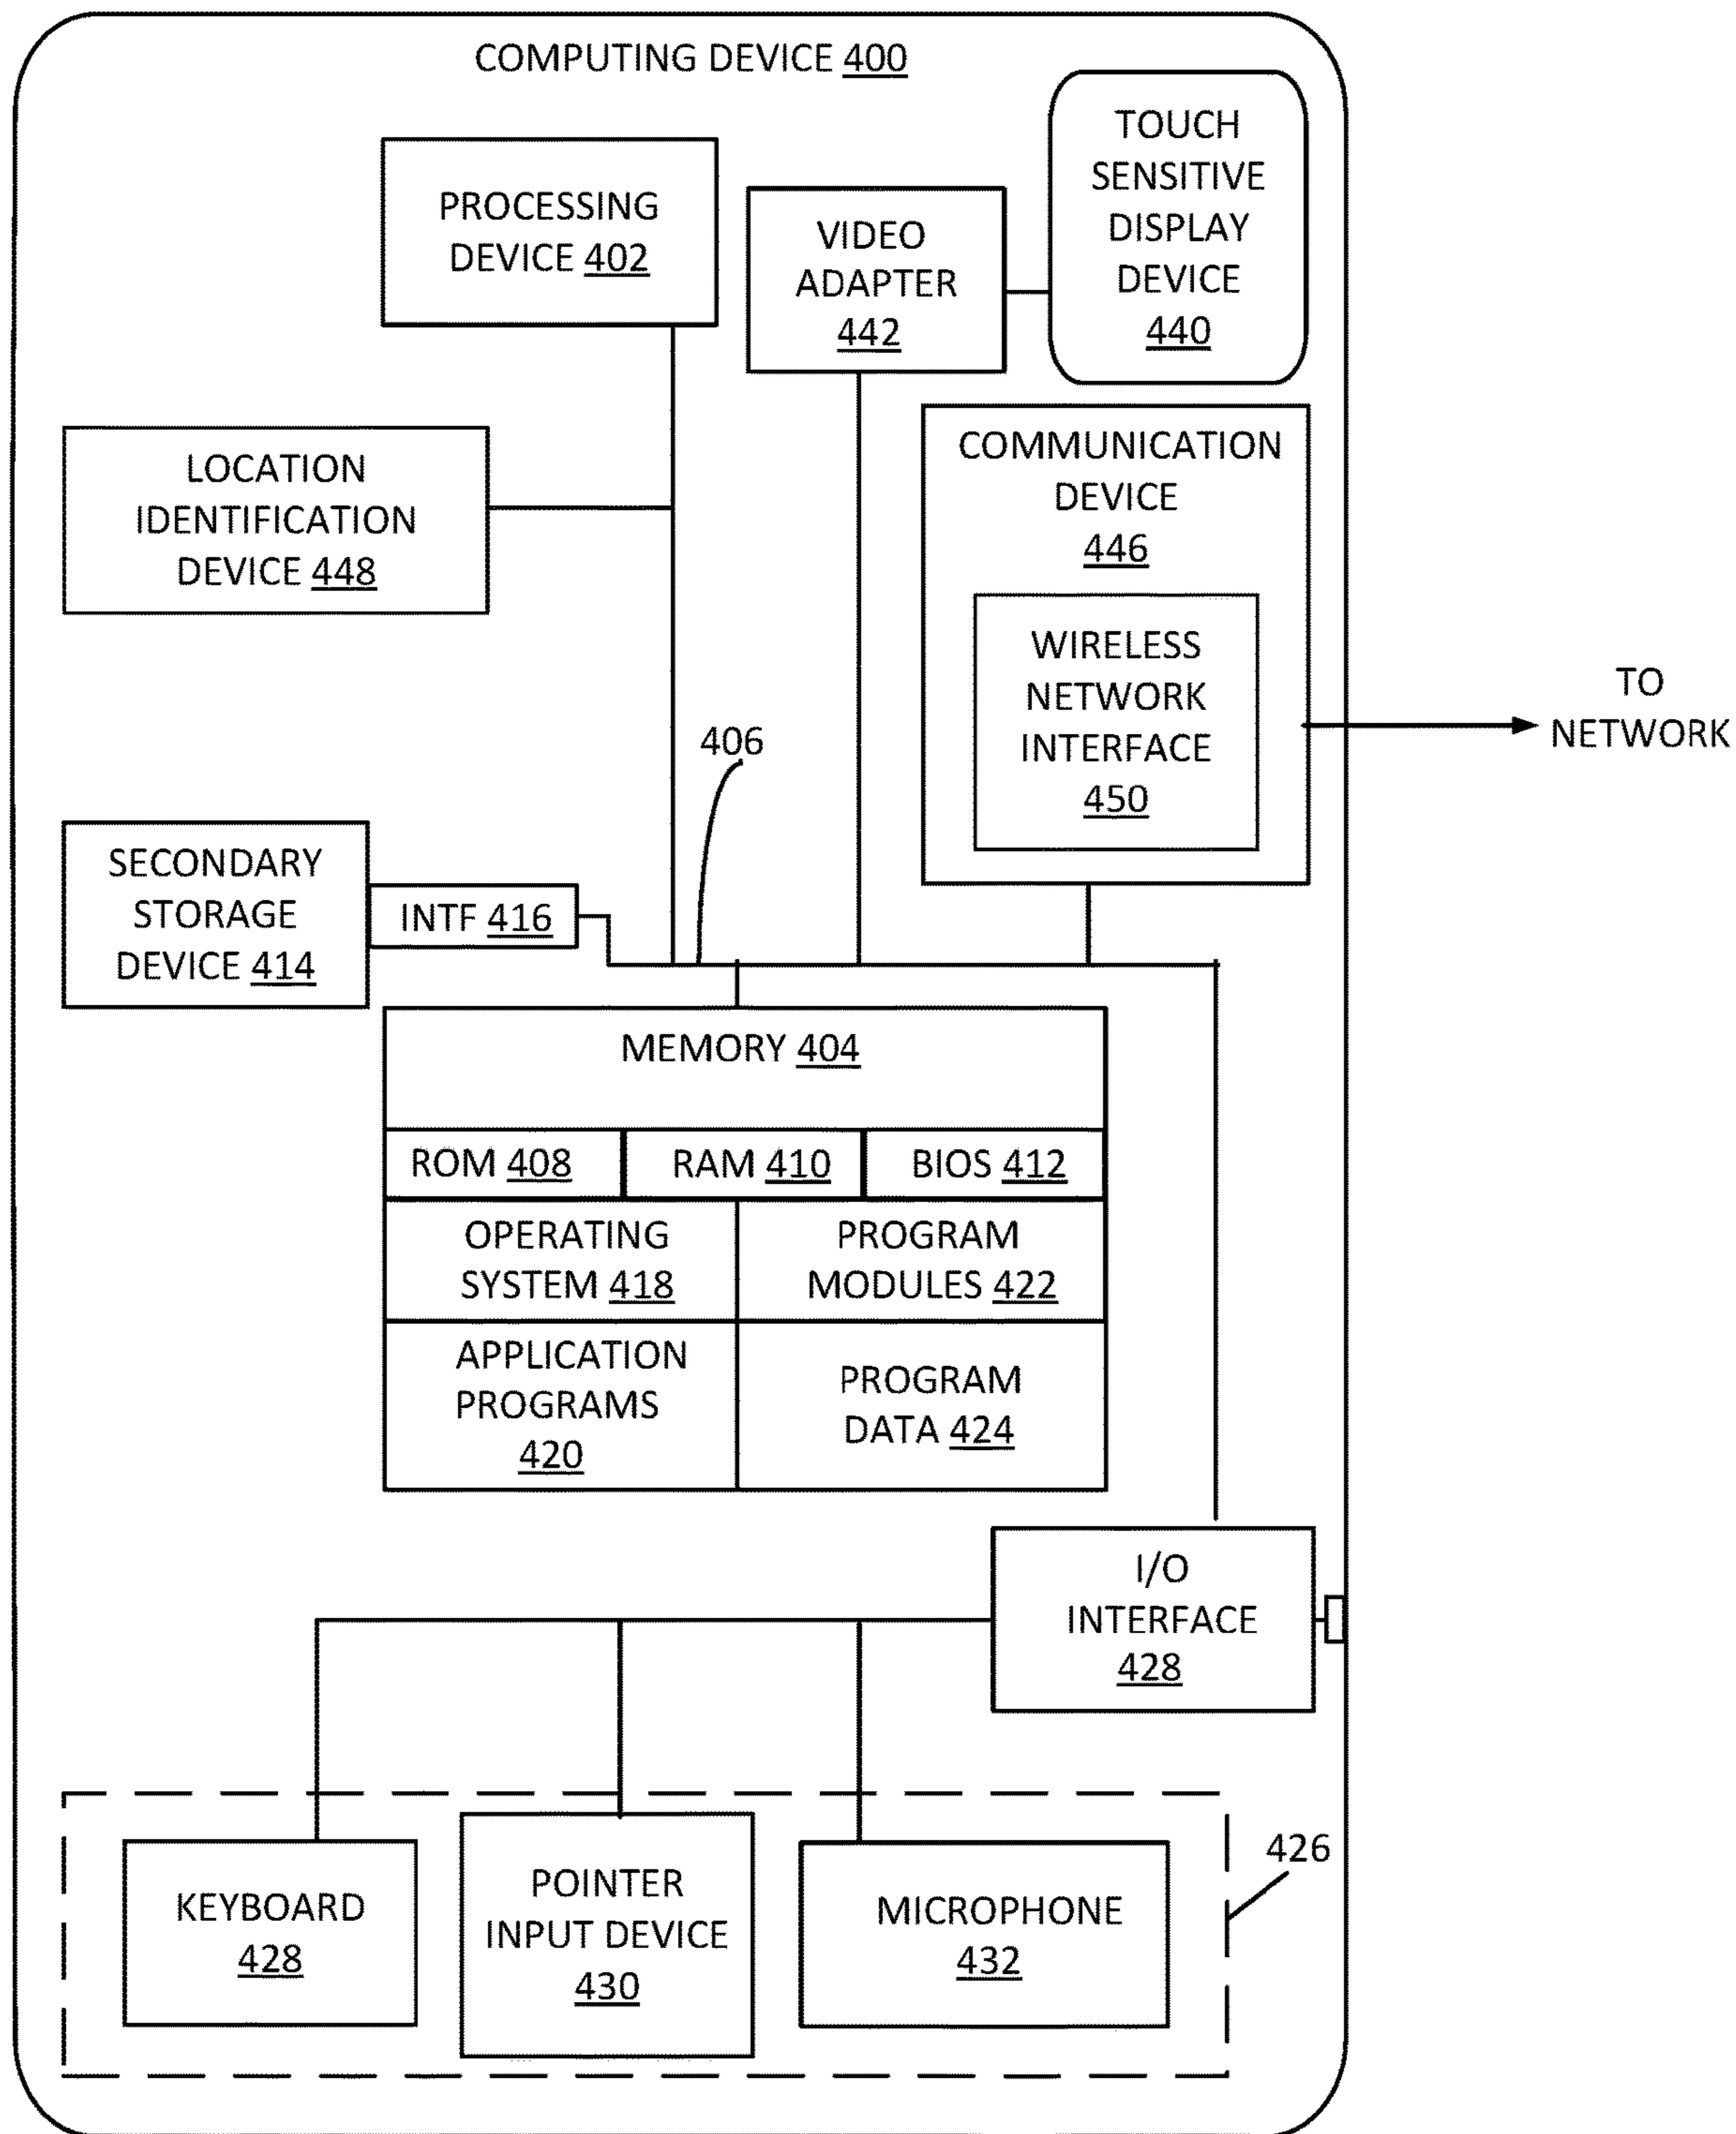 COMPUTING DEVICE 400
PROCESSING
DEVICE 402
VIDEO
ADAPTER
442
TOUCH
SENSITIVE
DISPLAY
DEVICE
440
LOCATION
IDENTIFICATION
DEVICE 448
COMMUNICATION
DEVICE
446
WIRELESS
NETWORK
INTERFACE
450
TO
NETWORK
406
SECONDARY
STORAGE
DEVICE 414
INTF 416
MEMORY 404
ROM 408
RAM 410
BIOS 412
OPERATING
SYSTEM 418
PROGRAM
MODULES 422
APPLICATION
PROGRAMS
420
PROGRAM
DATA 424
I/O
INTERFACE
428
KEYBOARD
428
POINTER
INPUT DEVICE
430
MICROPHONE
432
426